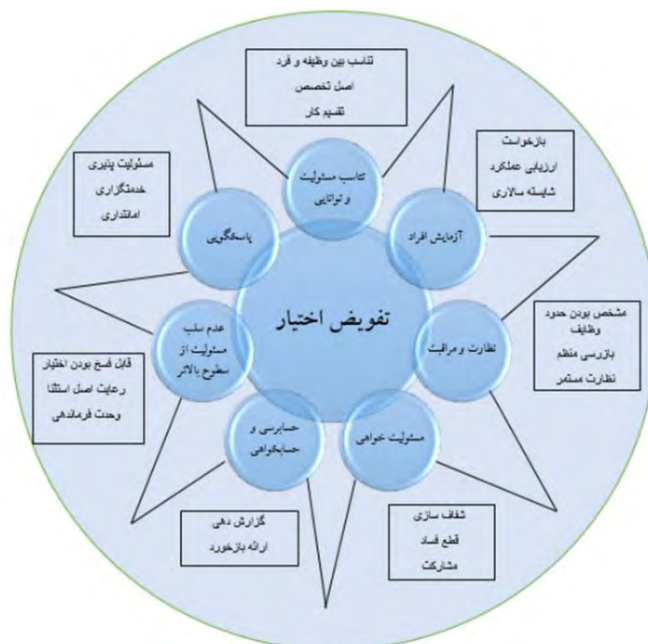 تناسب بین وظیفه و فرد
اصل تخصص
تقسیم کار
تناسب مسئولیت
و توانایی
بازخواست
ارزیابی عملکرد
شایسته سالاری
آزمایش افراد
مشخص بودن حدود
وظایف
بازرسی منظم
نظارت مستمر
نظارت و مراقبت
شفاف سازی
قطع فساد
مشارکت
مسئولیت خواهی
گزارش دهی
ارائه بازخورد
حسابرسی و
حسابخواهی
قابل فسخ بودن اختیار
رعایت اصل استثنا
وحدت فرماندهی
عدم سلب
مسئولیت از
سطوح بالاتر
مسئولیت پذیری
خدمتگزاری
امانتداری
پاسخگویی
تفویض اختیار